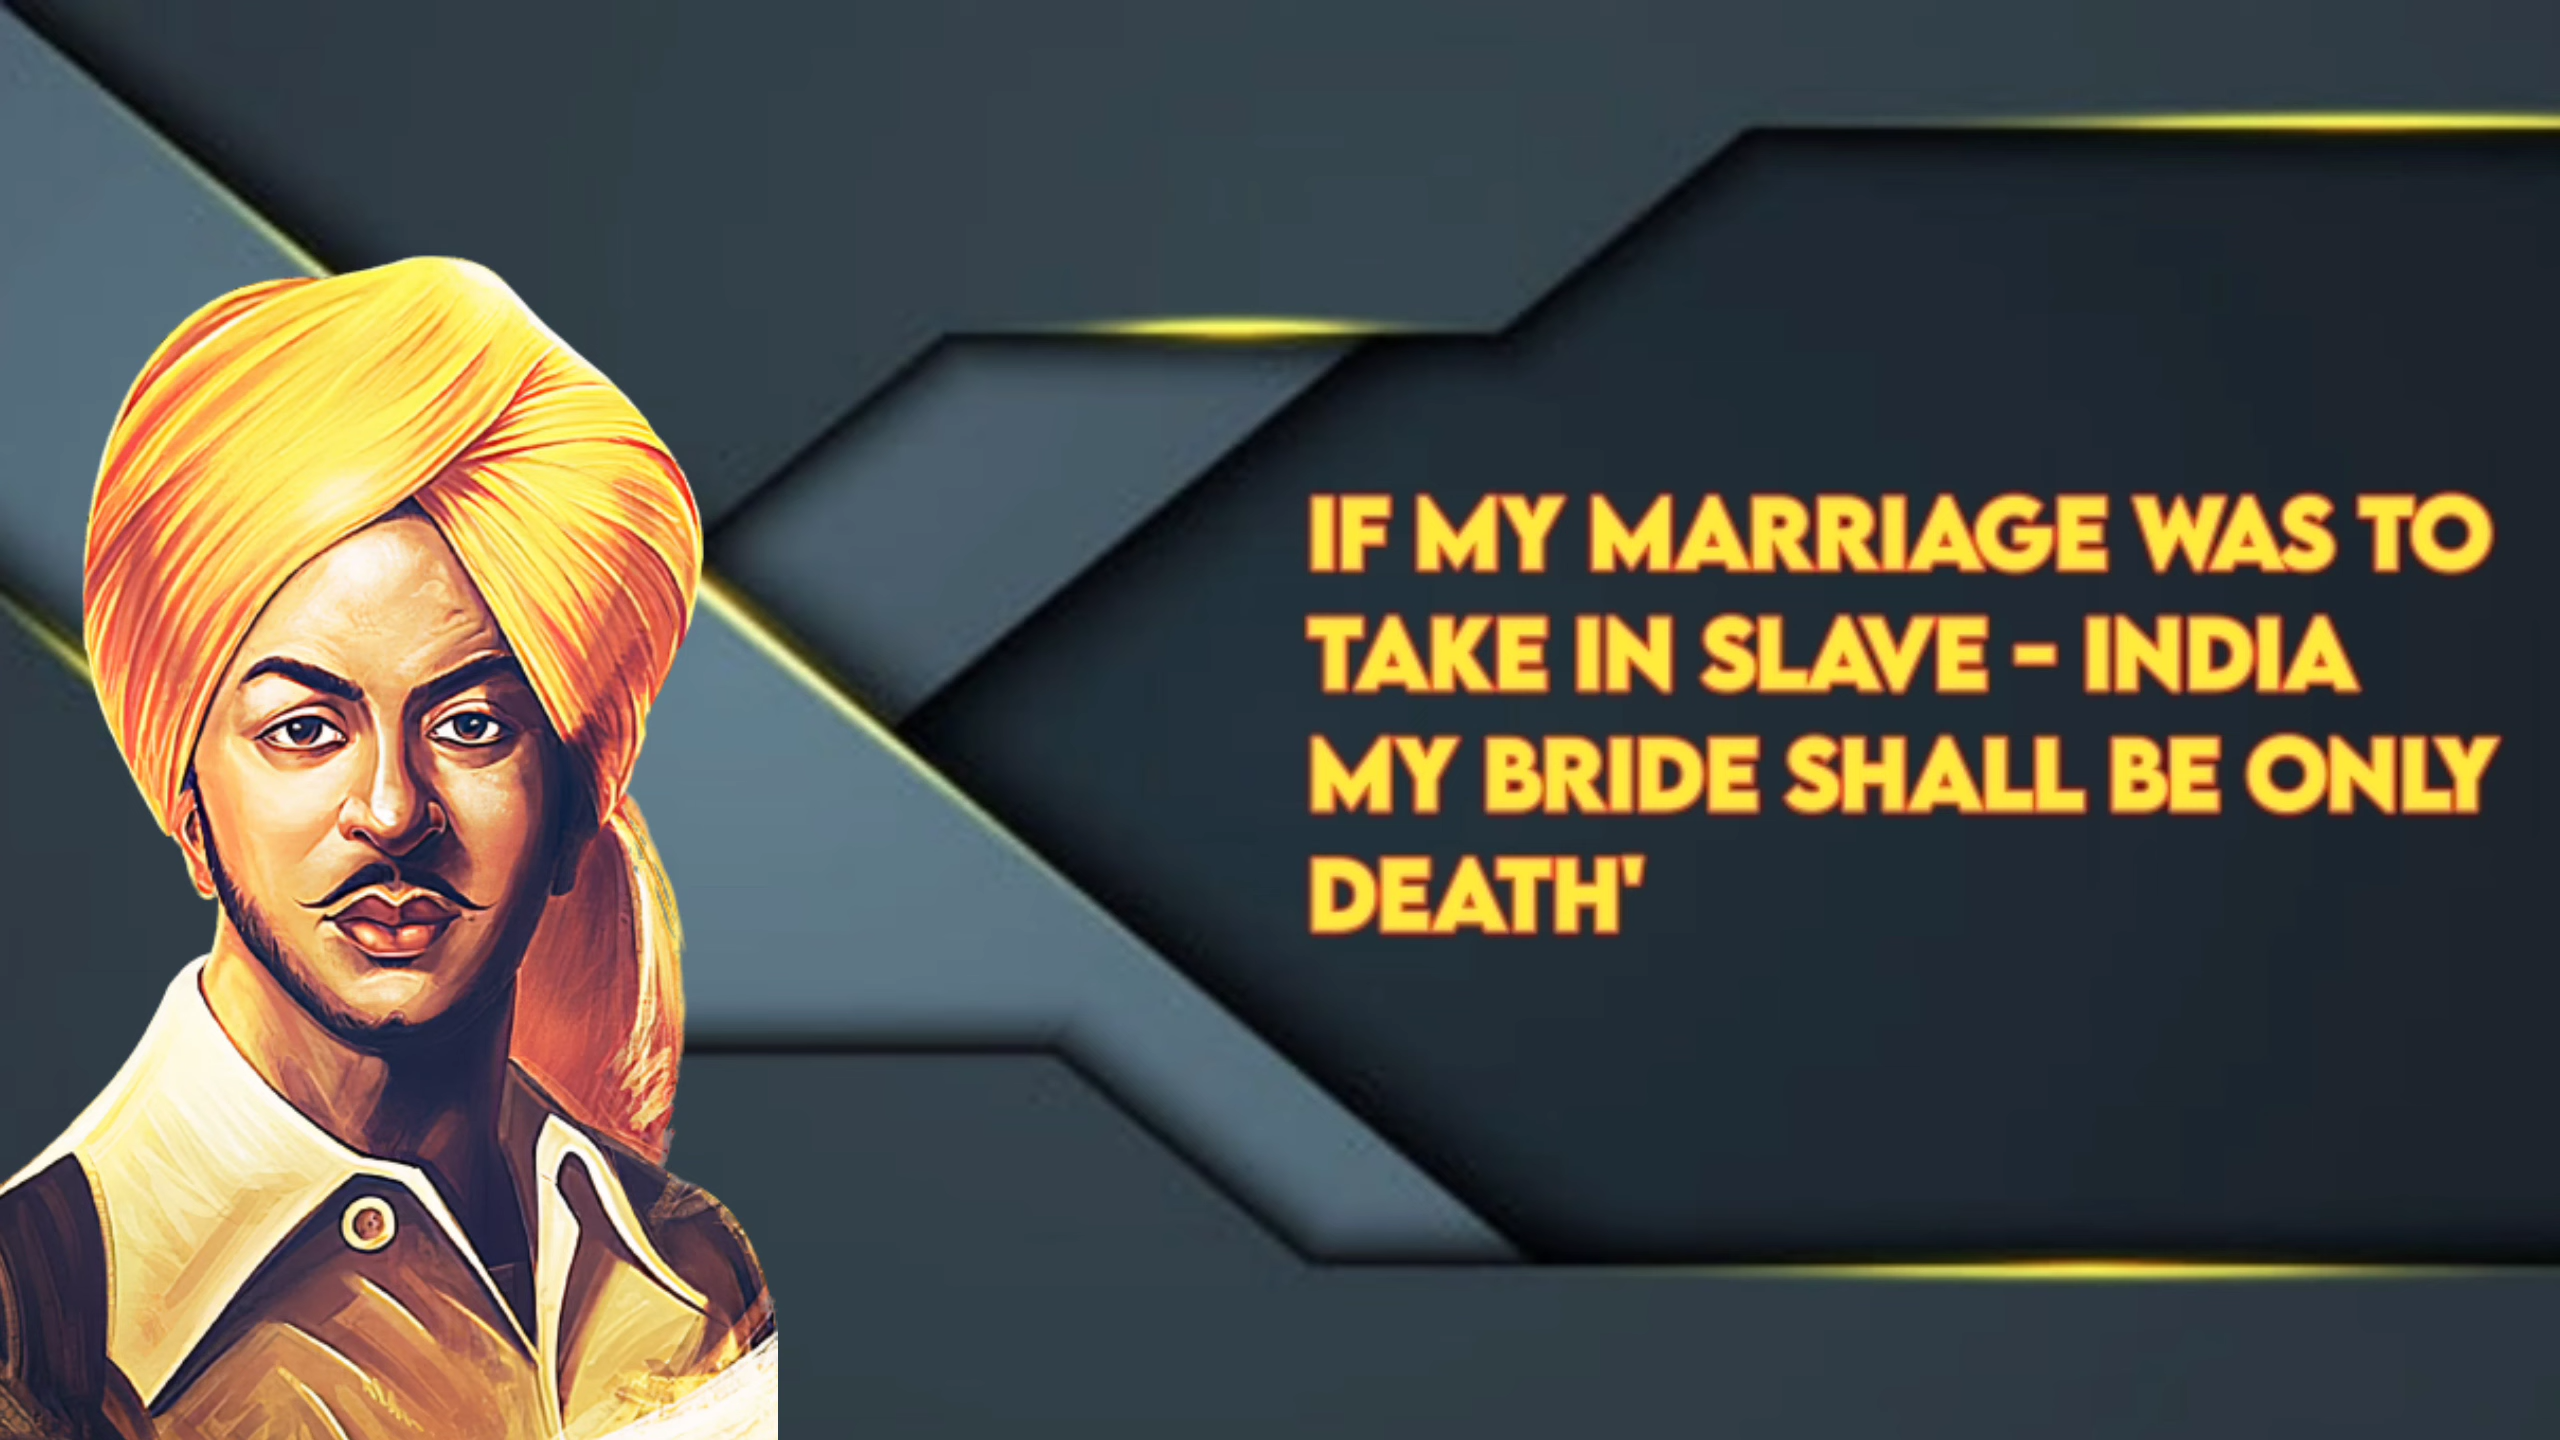 IF MY MARRIAGE WAS TO
TAKE IN SLAVE - INDIA
MY BRIDE SHALL BE ONLY
DEATH'